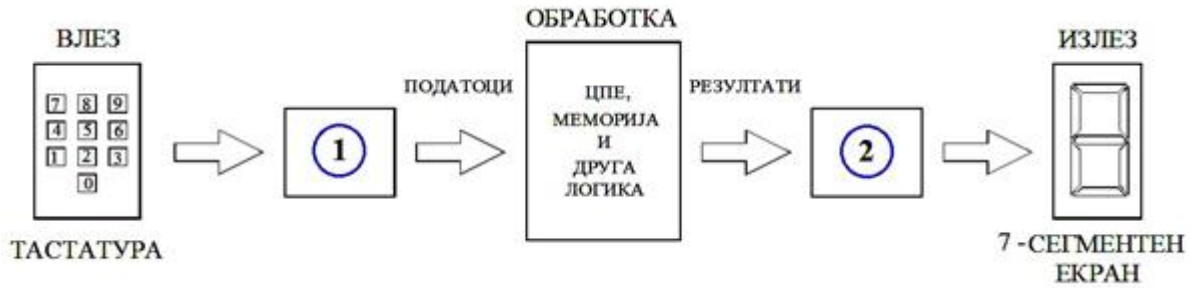 ВЛЕЗ
7 8 9
4 5 6
1 2 3
0
ТАСТАТУРА
1
ПОДАТОЦИ
ОБРАБОТКА
ЦПЕ,
МЕМОРИЈА
И
ДРУГА
ЛОГИКА
РЕЗУЛТАТИ
2
ИЗЛЕЗ
7 -СЕГМЕНТЕН
ЕКРАН